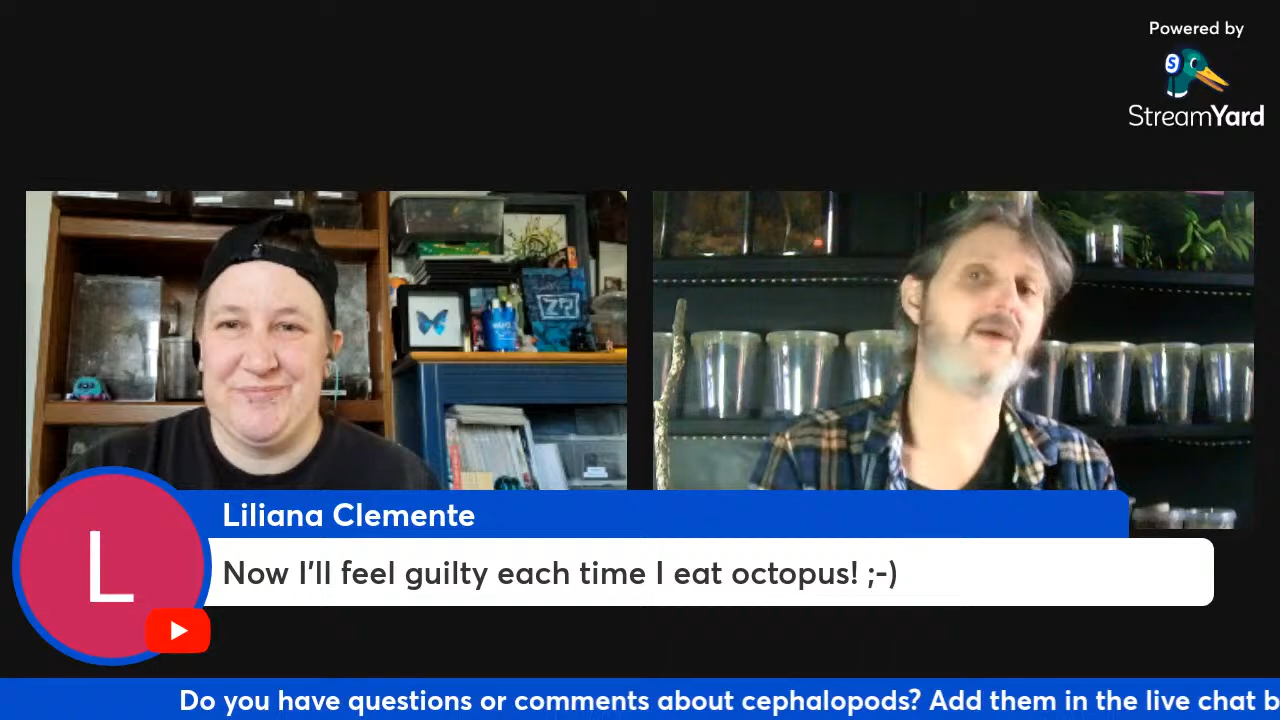 Powered by
S
StreamYard
Liliana Clemente
Now I'll feel guilty each time I eat octopus! ;-)
L
Do you have questions or comments about cephalopods? Add them in the live chat b